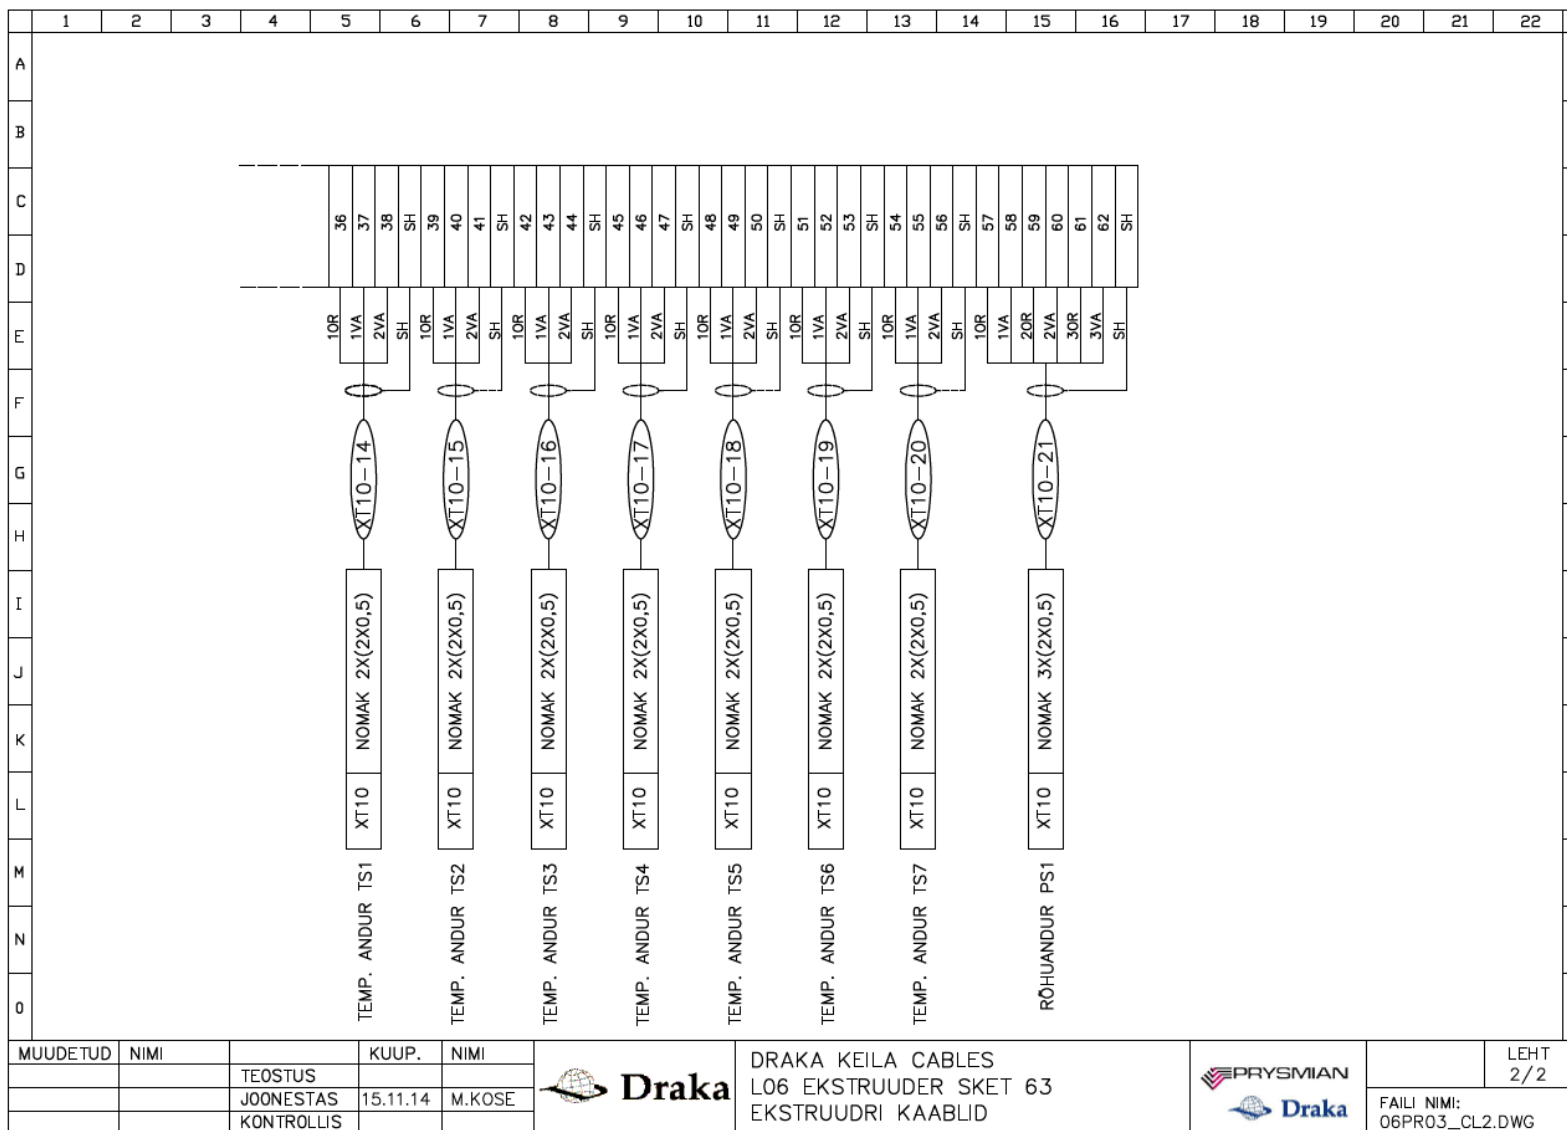 1 2 3 4 5 6 7 8 9 10 11 12 13 14 15 16 17 18 19 20 21 22
A
B
C
D
E
F
G
H
I
J
K
L
M
N
O
36 37 38 SH 39 40 41 SH 42 43 44 SH 45 46 47 SH 48 49 50 SH 51 52 53 SH 54 55 56 SH 57 58 59 60 61 62 SH
1OR 1VA 2VA SH 1OR 1VA 2VA SH 1OR 1VA 2VA SH 1OR 1VA 2VA SH 1OR 1VA 2VA SH 1OR 1VA 2VA SH 1OR 1VA 2VA SH 1OR 1VA 2OR 2VA 3OR 3VA SH
XT10-14 XT10-15 XT10-16 XT10-17 XT10-18 XT10-19 XT10-20 XT10-21
NOMAK 2X(2X0,5) NOMAK 2X(2X0,5) NOMAK 2X(2X0,5) NOMAK 2X(2X0,5) NOMAK 2X(2X0,5) NOMAK 2X(2X0,5) NOMAK 2X(2X0,5) NOMAK 3X(2X0,5)
XT10 XT10 XT10 XT10 XT10 XT10 XT10 XT10
TEMP. ANDUR TS1
TEMP. ANDUR TS2
TEMP. ANDUR TS3
TEMP. ANDUR TS4
TEMP. ANDUR TS5
TEMP. ANDUR TS6
TEMP. ANDUR TS7
RÕHUANDUR PS1
MUUDETUD NIMI KUUP. NIMI
TEOSTUS
JOONESTAS 15.11.14 M.KOSE
KONTROLLIS
Draka
DRAKA KEILA CABLES
L06 EKSTRUUDER SKET 63
EKSTRUUDRI KAABLID
PRYSMIAN
Draka
LEHT
2/2
FAILI NIMI:
06PR03_CL2.DWG